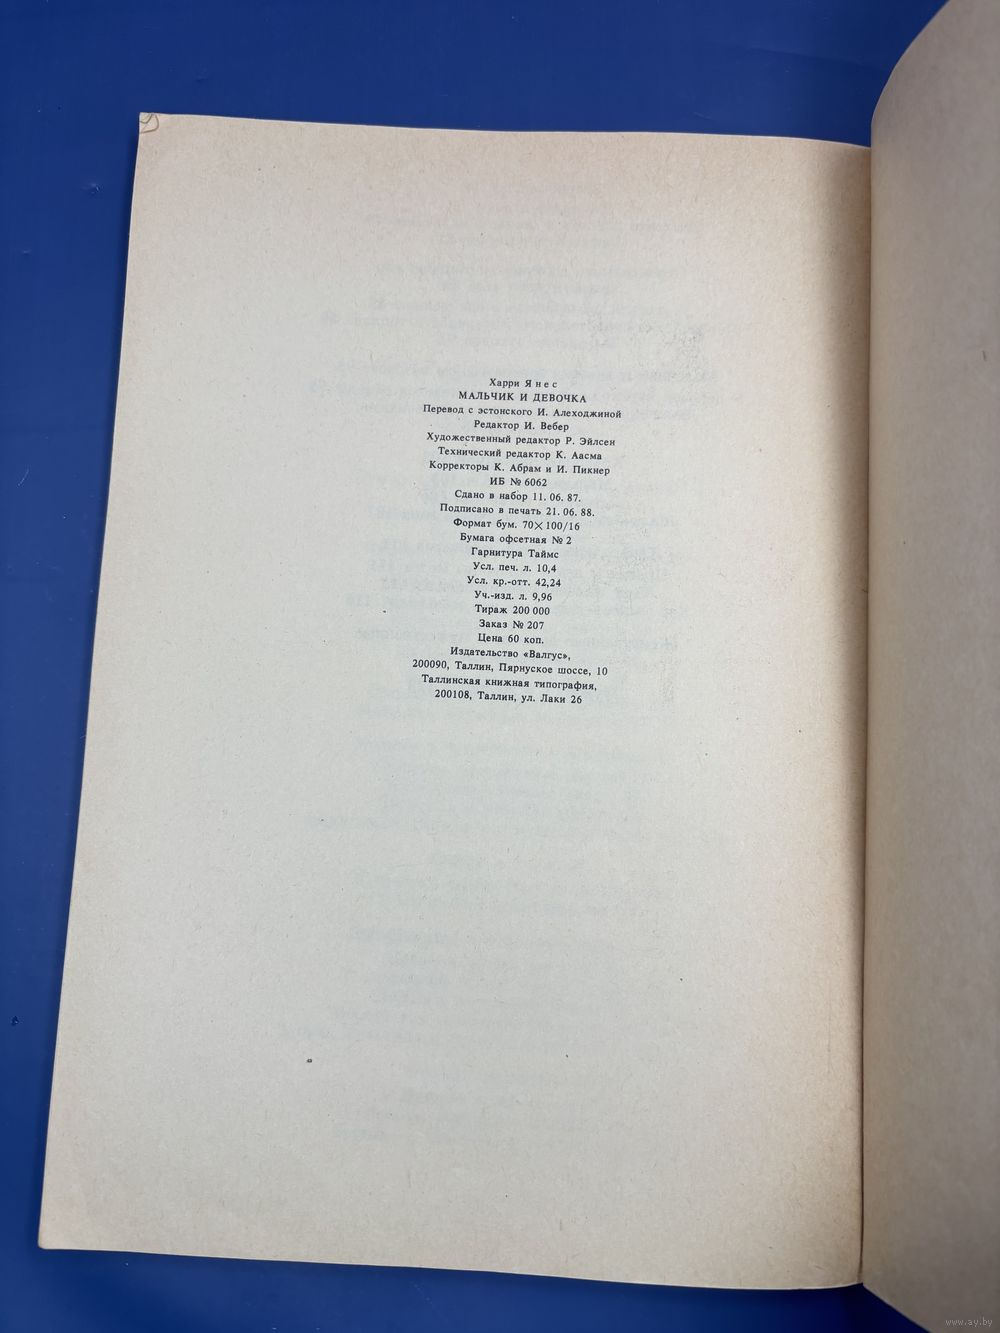 Харри Янес
МАЛЬЧИК И ДЕВОЧКА
Перевод с эстонского И. Алеходжиной
Редактор И. Вебер
Художественный редактор Р. Эйлсен
Технический редактор К. Аасма
Корректоры К. Абрам и И. Пикнер
ИБ № 6062
Сдано в набор 11. 06. 87.
Подписано в печать 21. 06. 88.
Формат бум. 70×100/16
Бумага офсетная № 2
Гарнитура Таймс
Усл. печ. л. 10,4
Усл. кр.-отт. 42,24
Уч.-изд. л. 9,96
Тираж 200 000
Заказ № 207
Цена 60 коп.
Издательство «Валгус»,
200090, Таллин, Пярнуское шоссе, 10
Таллинская книжная типография,
200108, Таллин, ул. Лаки 26
www.ay.by